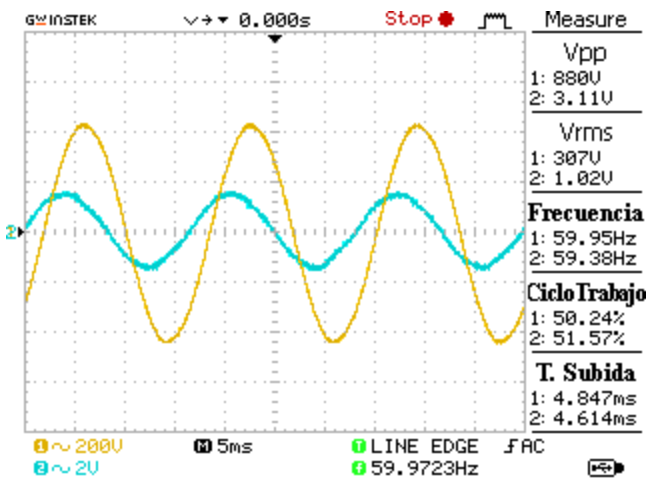 GWINSTEK 0.000s Stop Measure
Vpp
1: 880V
2: 3.11V
Vrms
1: 307V
2: 1.02V
Frecuencia
1: 59.95Hz
2: 59.38Hz
CicloTrabajo
1: 50.24%
2: 51.57%
T. Subida
1: 4.847ms
2: 4.614ms
2
1 ~ 200V M 5ms T LINE EDGE AC
2 ~ 2V f 59.9723Hz